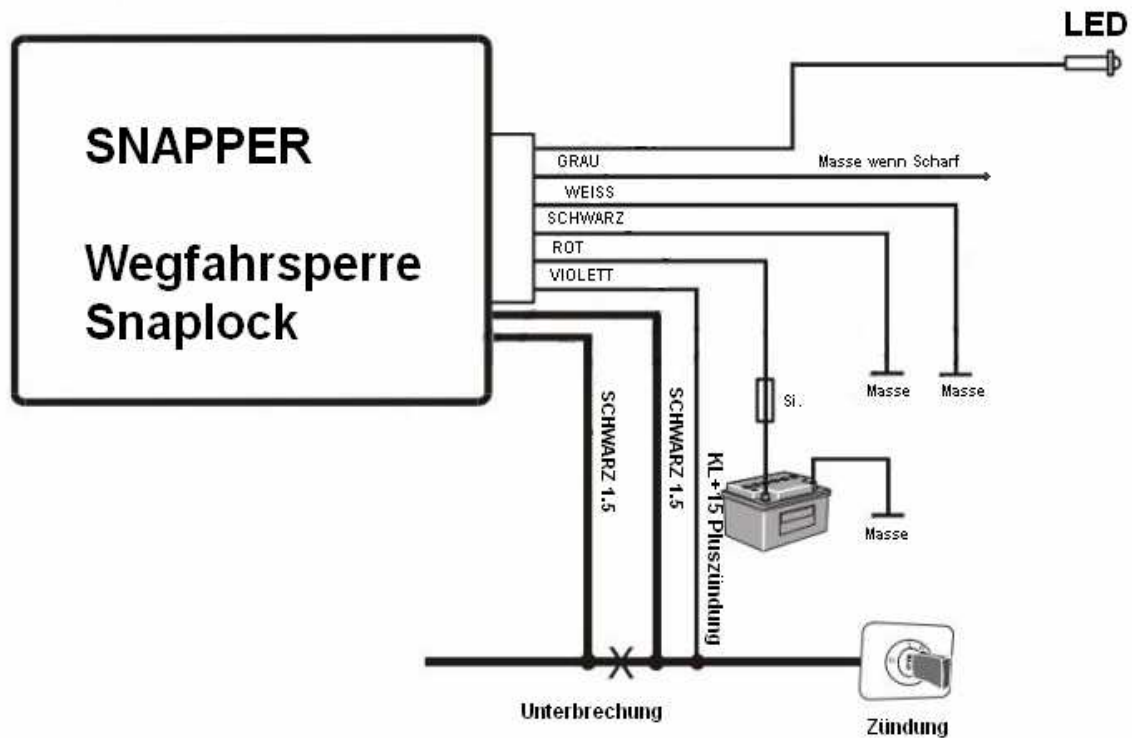 LED
SNAPPER
GRAU
Masse wenn Scharf
WEISS
SCHWARZ
ROT
VIOLETT
Wegfahrsperre
Snaplock
SCHWARZ 1.5
SCHWARZ 1.5
KL+15 Pluszündung
Si.
Masse
Masse
Masse
Unterbrechung
Zündung